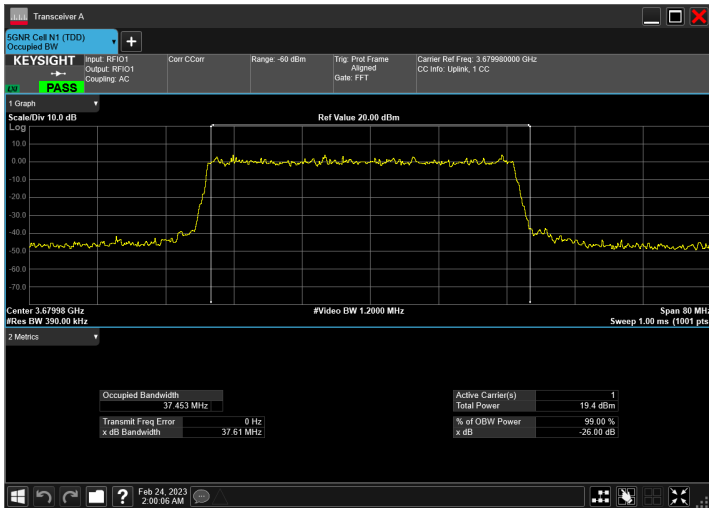 Transceiver A
5GNR Cell N1 (TDD)
Occupied BW
KEYSIGHT
PASS
Input: RFIO1
Output: RFIO1
Coupling: AC
Corr CCorr
Range: -60 dBm
Trig: Prot Frame
Aligned
Gate: FFT
Carrier Ref Freq: 3.679980000 GHz
CC Info: Uplink, 1 CC
1 Graph
Scale/Div 10.0 dB
Ref Value 20.00 dBm
Log
10.0
0.00
-10.0
-20.0
-30.0
-40.0
-50.0
-60.0
-70.0
Center 3.67998 GHz
#Video BW 1.2000 MHz
Span 80 MHz
#Res BW 390.00 kHz
Sweep 1.00 ms (1001 pts
2 Metrics
Occupied Bandwidth
37.453 MHz
Transmit Freq Error 0 Hz
x dB Bandwidth 37.61 MHz
Active Carrier(s) 1
Total Power 19.4 dBm
% of OBW Power 99.00 %
x dB -26.00 dB
Feb 24, 2023
2:00:06 AM